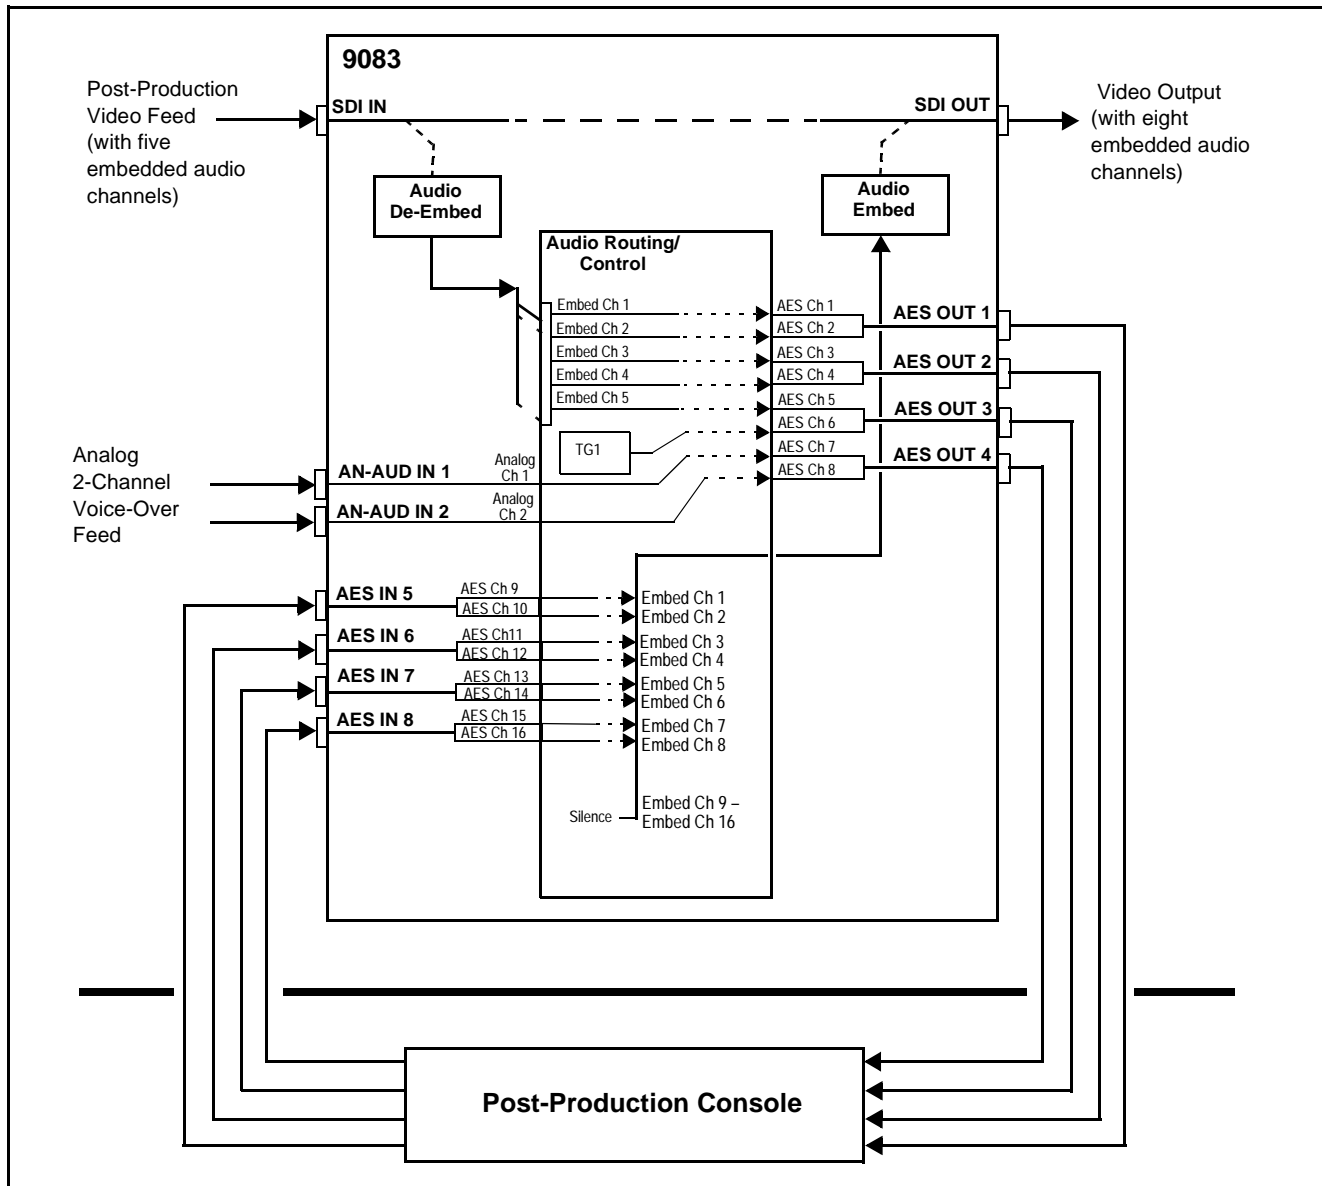 9083
Post-Production
Video Feed
(with five
embedded audio
channels)
SDI IN
SDI OUT
Video Output
(with eight
embedded audio
channels)
Audio
De-Embed
Audio
Embed
Audio Routing/
Control
Embed Ch 1
Embed Ch 2
Embed Ch 3
Embed Ch 4
Embed Ch 5
TG1
AES Ch 1
AES Ch 2
AES Ch 3
AES Ch 4
AES Ch 5
AES Ch 6
AES Ch 7
AES Ch 8
AES OUT 1
AES OUT 2
AES OUT 3
AES OUT 4
Analog
2-Channel
Voice-Over
Feed
AN-AUD IN 1
Analog
Ch 1
AN-AUD IN 2
Analog
Ch 2
AES IN 5
AES Ch 9
AES Ch 10
AES IN 6
AES Ch11
AES Ch 12
AES IN 7
AES Ch 13
AES Ch 14
AES IN 8
AES Ch 15
AES Ch 16
Embed Ch 1
Embed Ch 2
Embed Ch 3
Embed Ch 4
Embed Ch 5
Embed Ch 6
Embed Ch 7
Embed Ch 8
Silence
Embed Ch 9 –
Embed Ch 16
Post-Production Console